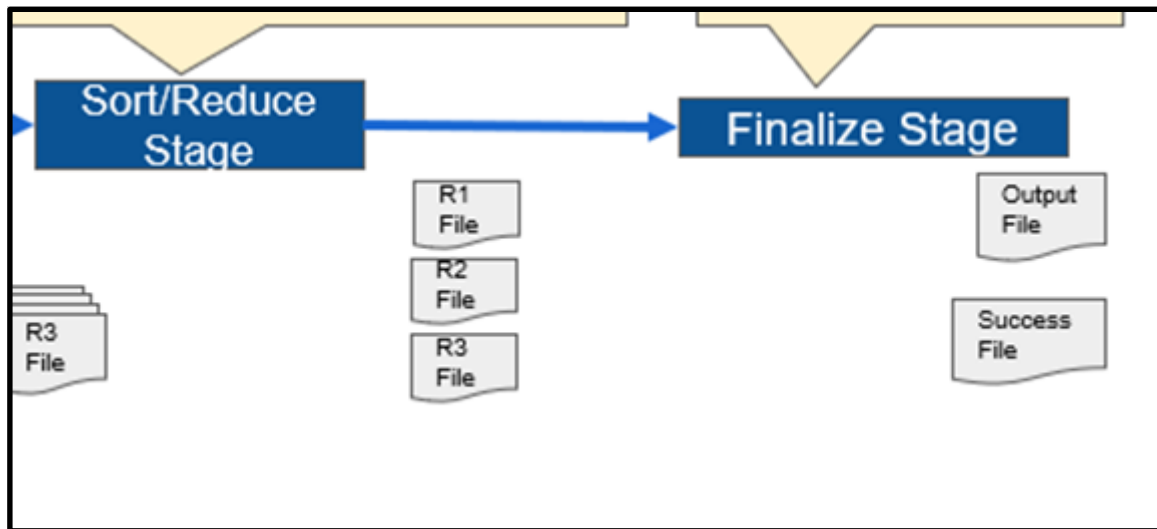 Sort/Reduce
Stage
Finalize Stage
R1
File
R2
File
R3
File
R3
File
Output
File
Success
File